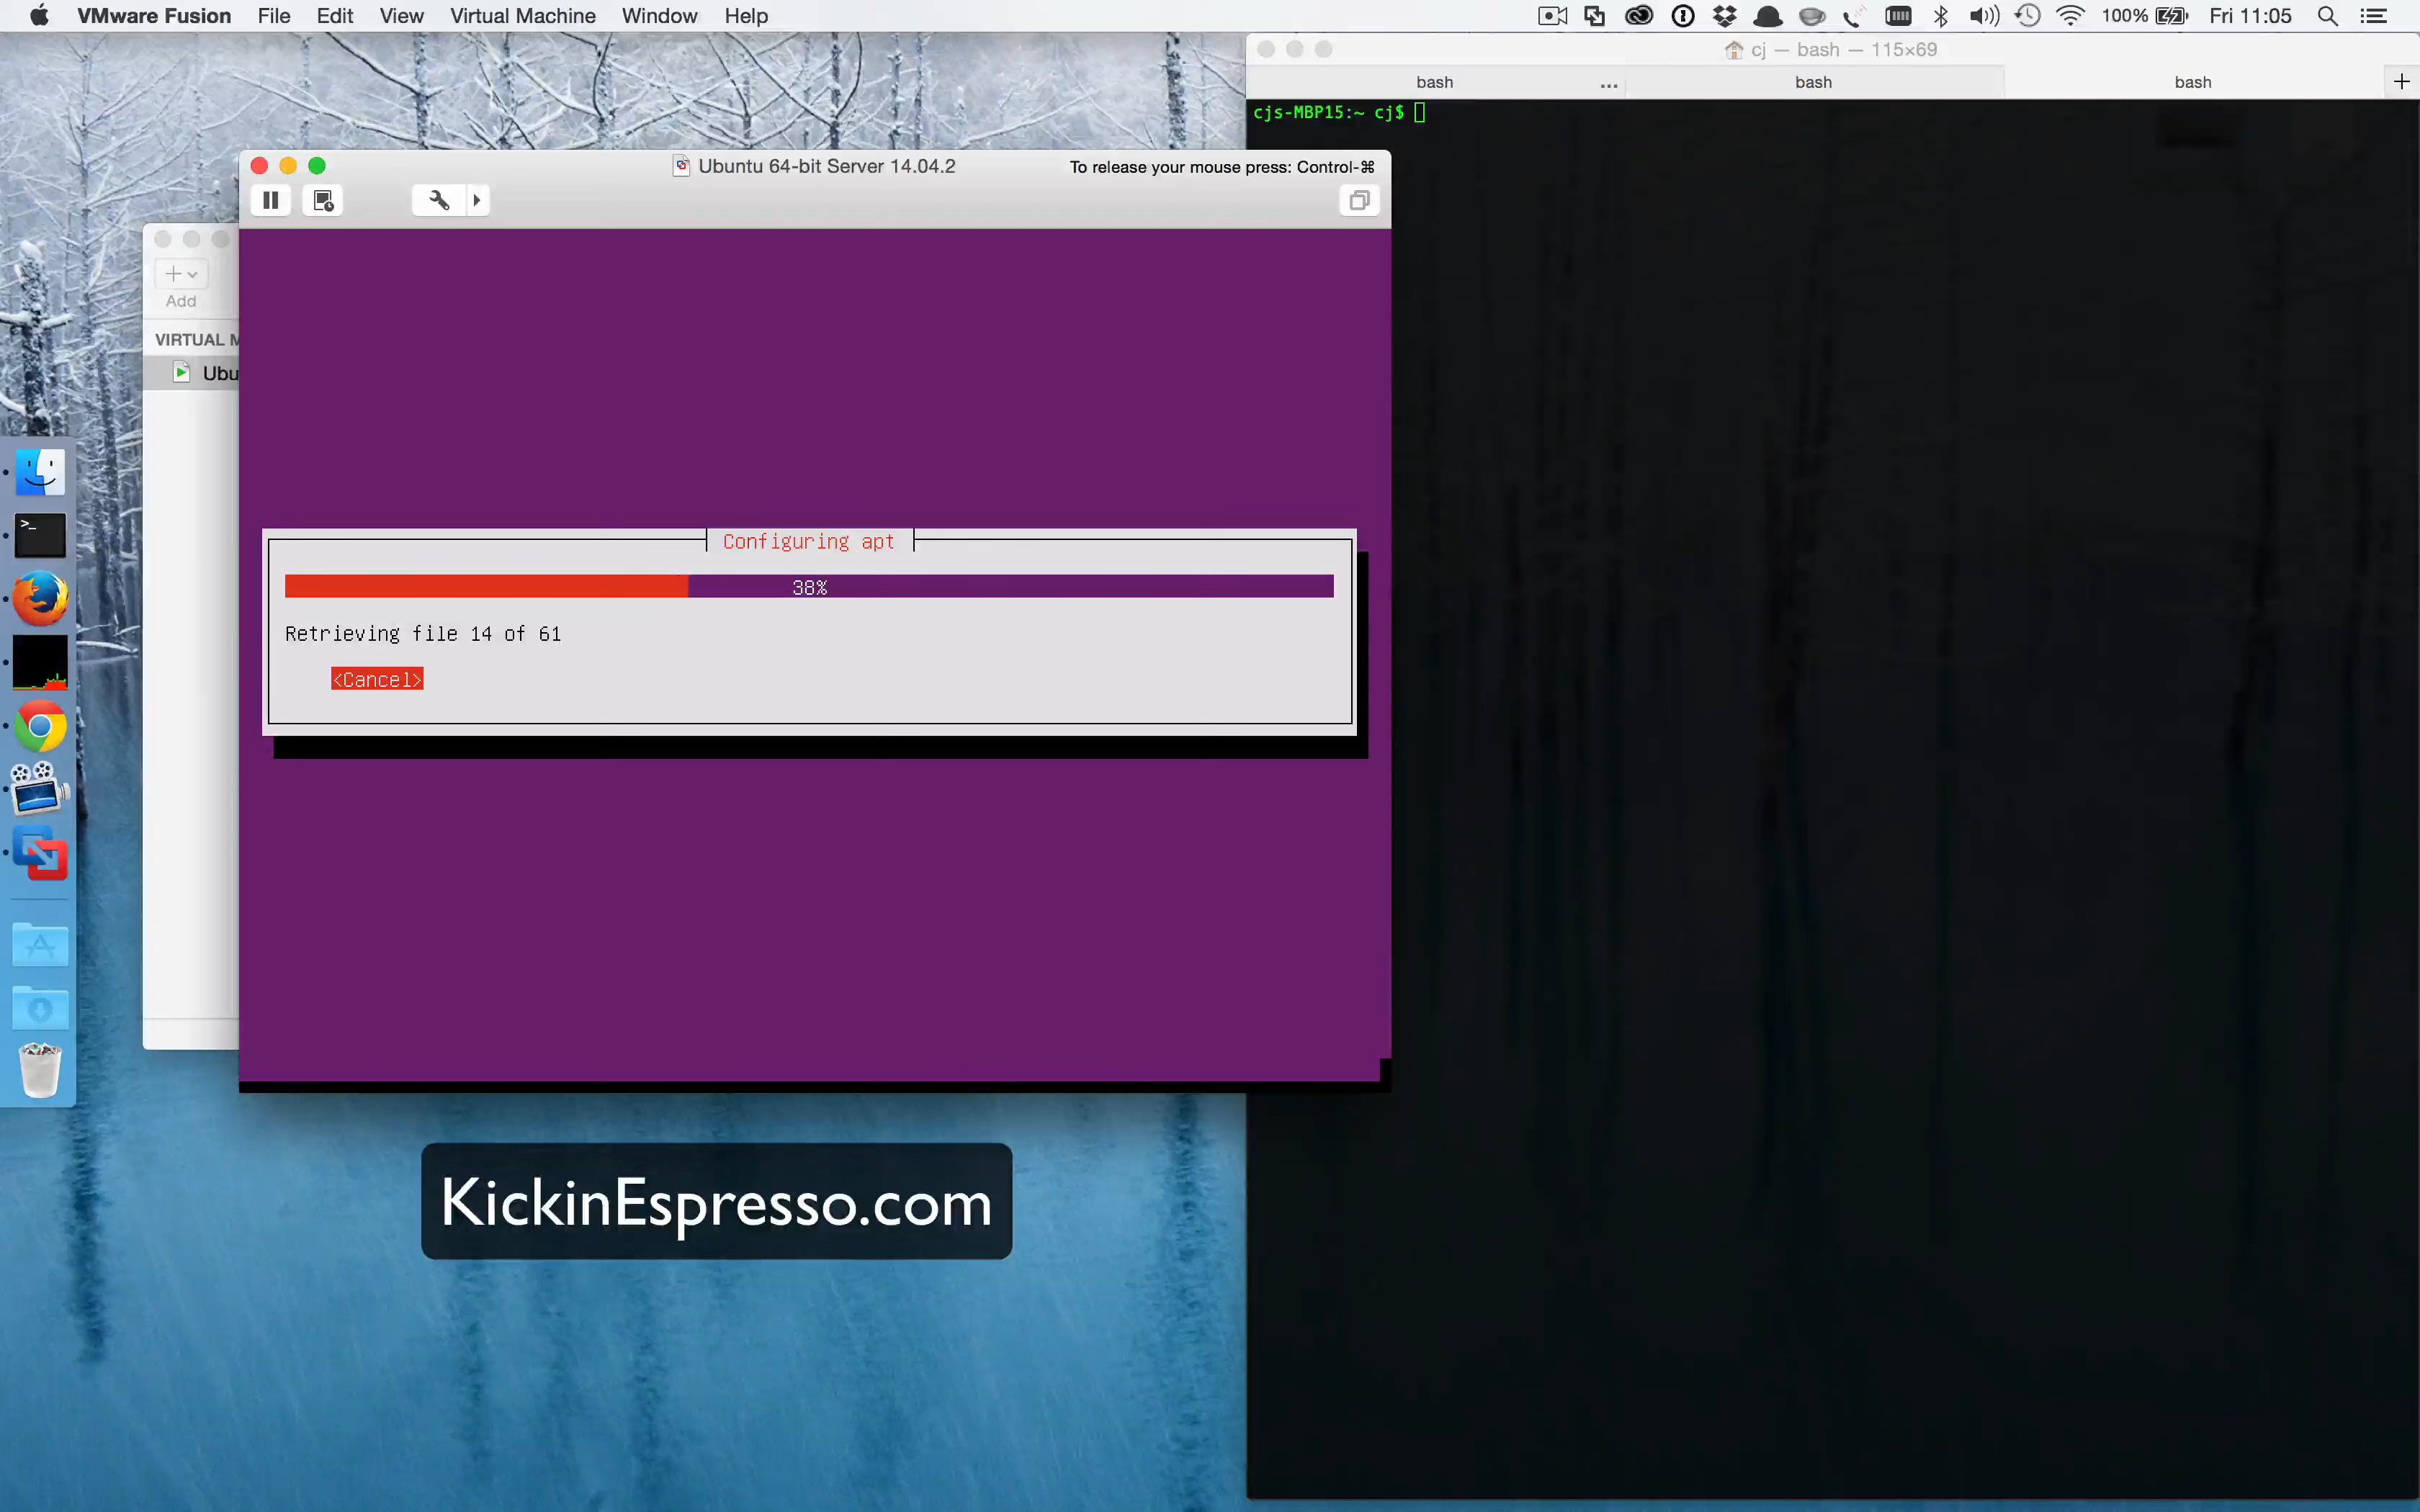 VMware Fusion File Edit View Virtual Machine Window Help 100% Fri 11:05
cj — bash — 115×69
bash ... bash bash
cjs-MBP15:~ cj$
Ubuntu 64-bit Server 14.04.2 To release your mouse press: Control-⌘
Add
VIRTUAL M
Ubu
Configuring apt
38%
Retrieving file 14 of 61
<Cancel>
KickinEspresso.com